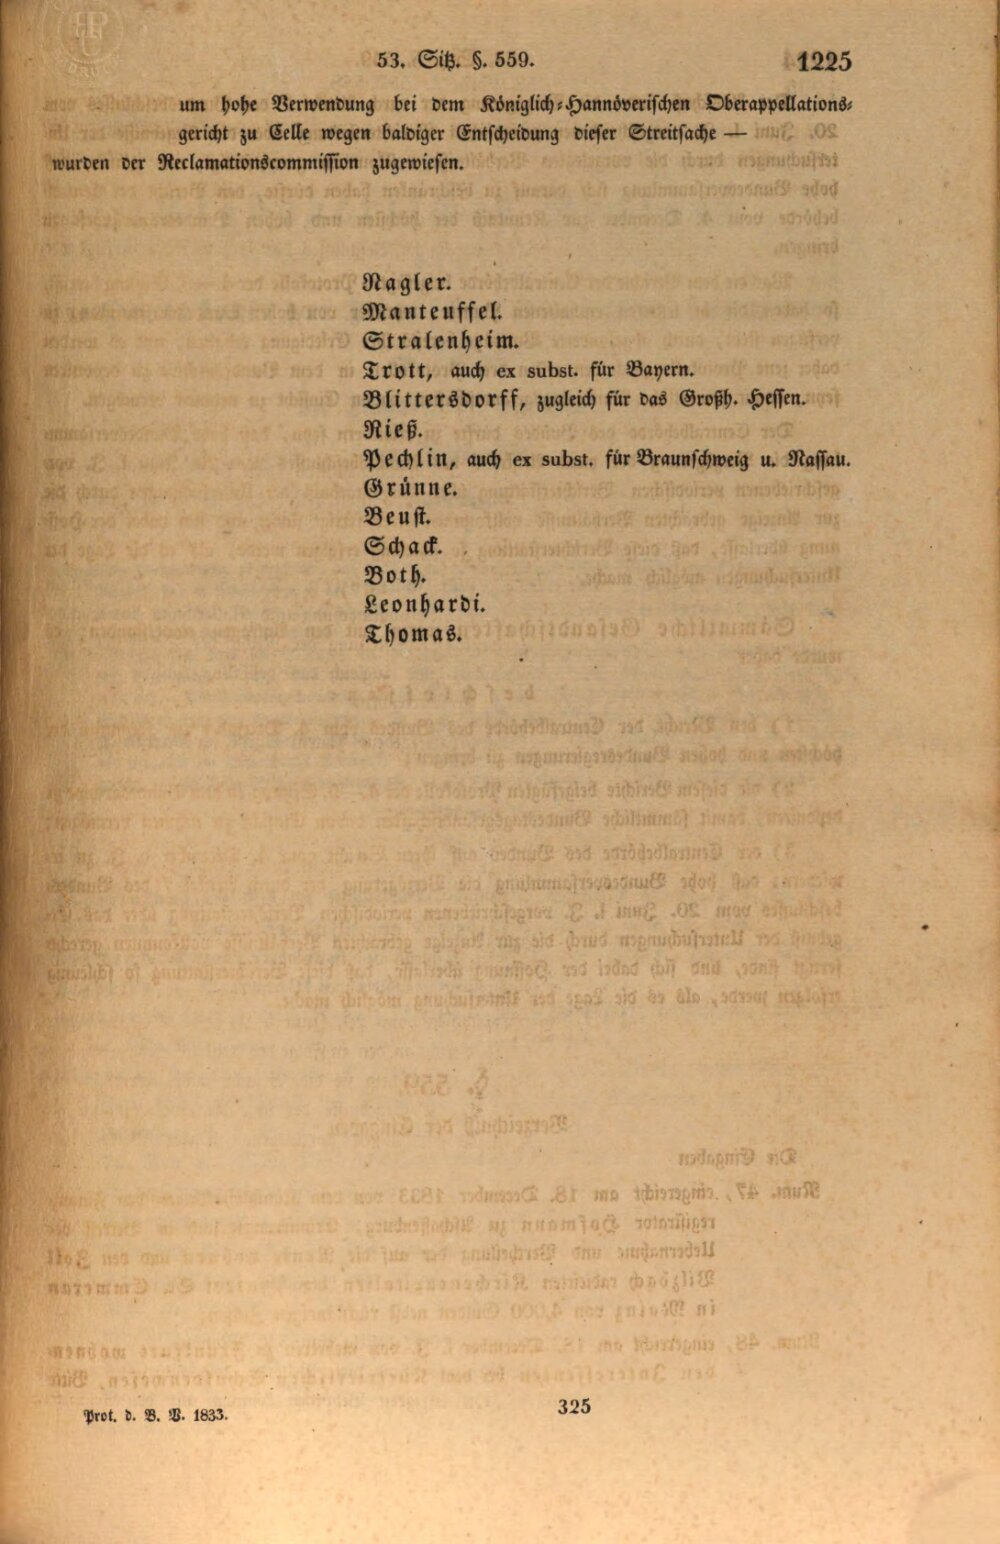 53. Sitz. §. 559.
1225
um hohe Verwendung bei dem Königlich-Hannöverischen Oberappellations-
gericht zu Celle wegen baldiger Entscheidung dieser Streitsache —
wurden der Reclamationscommission zugewiesen.
Nagler.
Manteuffel.
Stralenheim.
Trott, auch ex subst. für Bayern.
Blittersdorff, zugleich für das Großh. Hessen.
Rieß.
Pechlin, auch ex subst. für Braunschweig u. Nassau.
Grünne.
Beust.
Schack.
Both.
Leonhardi.
Thomas.
Prot. d. B. V. 1833.
325